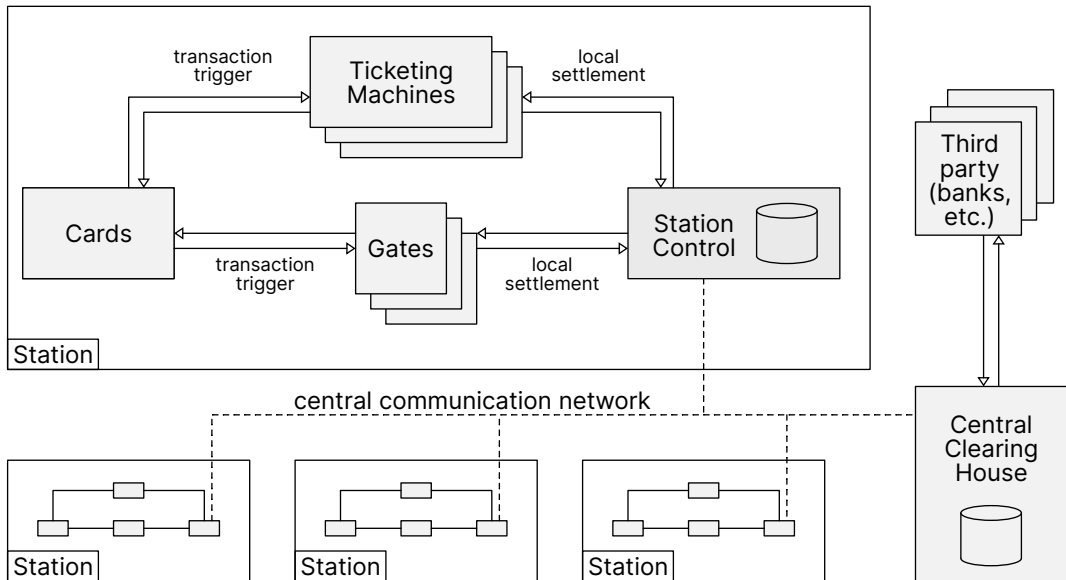 transaction
trigger
Ticketing
Machines
local
settlement
Third
party
(banks,
etc.)
Cards
Gates
Station
Control
transaction
trigger
local
settlement
Station
central communication network
Central
Clearing
House
Station
Station
Station